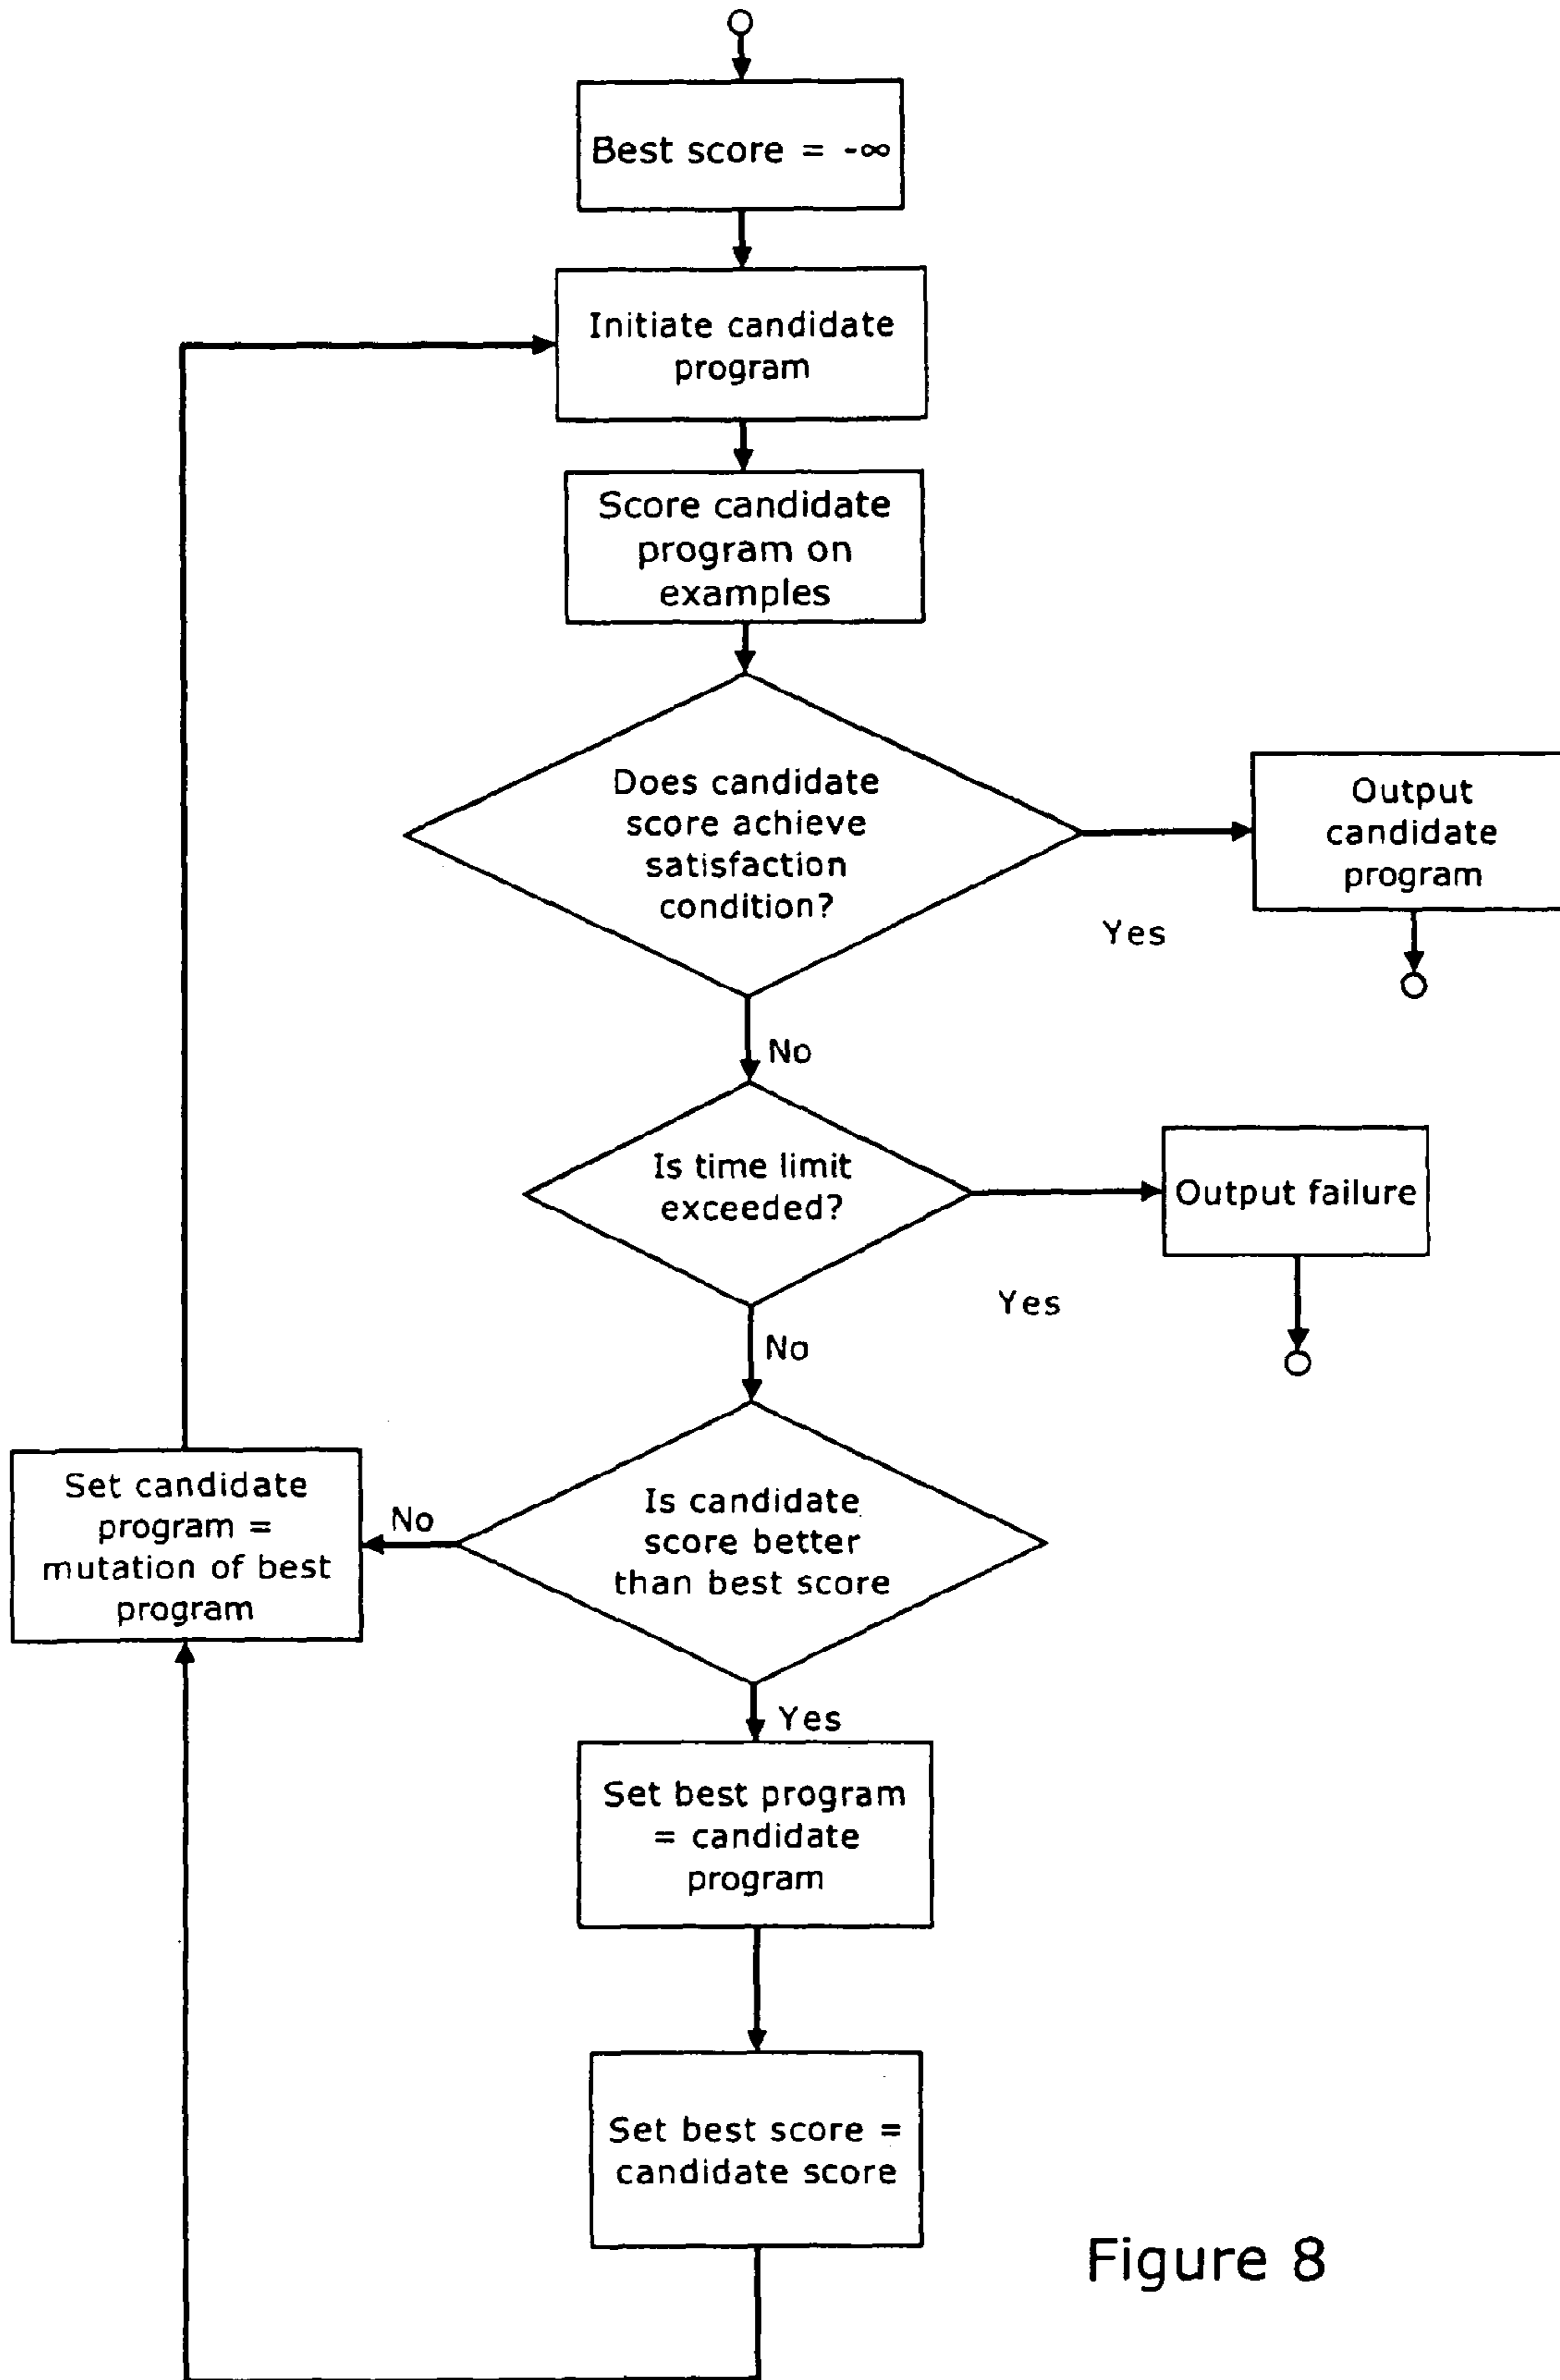 Best score = -∞
Initiate candidate
program
Score candidate
program on
examples
Does candidate
score achieve
satisfaction
condition?
Yes
Output
candidate
program
No
Is time limit
exceeded?
Yes
Output failure
No
Is candidate
score better
than best score
No
Set candidate
program =
mutation of best
program
Yes
Set best program
= candidate
program
Set best score =
candidate score
Figure 8